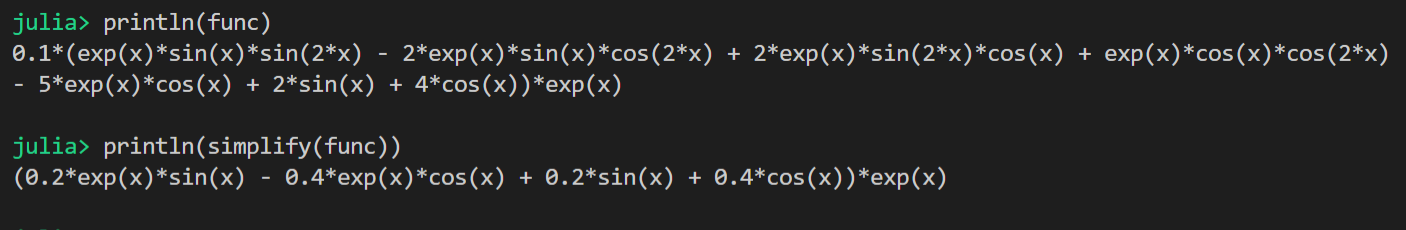 julia> println(func)
0.1*(exp(x)*sin(x)*sin(2*x) - 2*exp(x)*sin(x)*cos(2*x) + 2*exp(x)*sin(2*x)*cos(x) + exp(x)*cos(x)*cos(2*x)
- 5*exp(x)*cos(x) + 2*sin(x) + 4*cos(x))*exp(x)
julia> println(simplify(func))
(0.2*exp(x)*sin(x) - 0.4*exp(x)*cos(x) + 0.2*sin(x) + 0.4*cos(x))*exp(x)